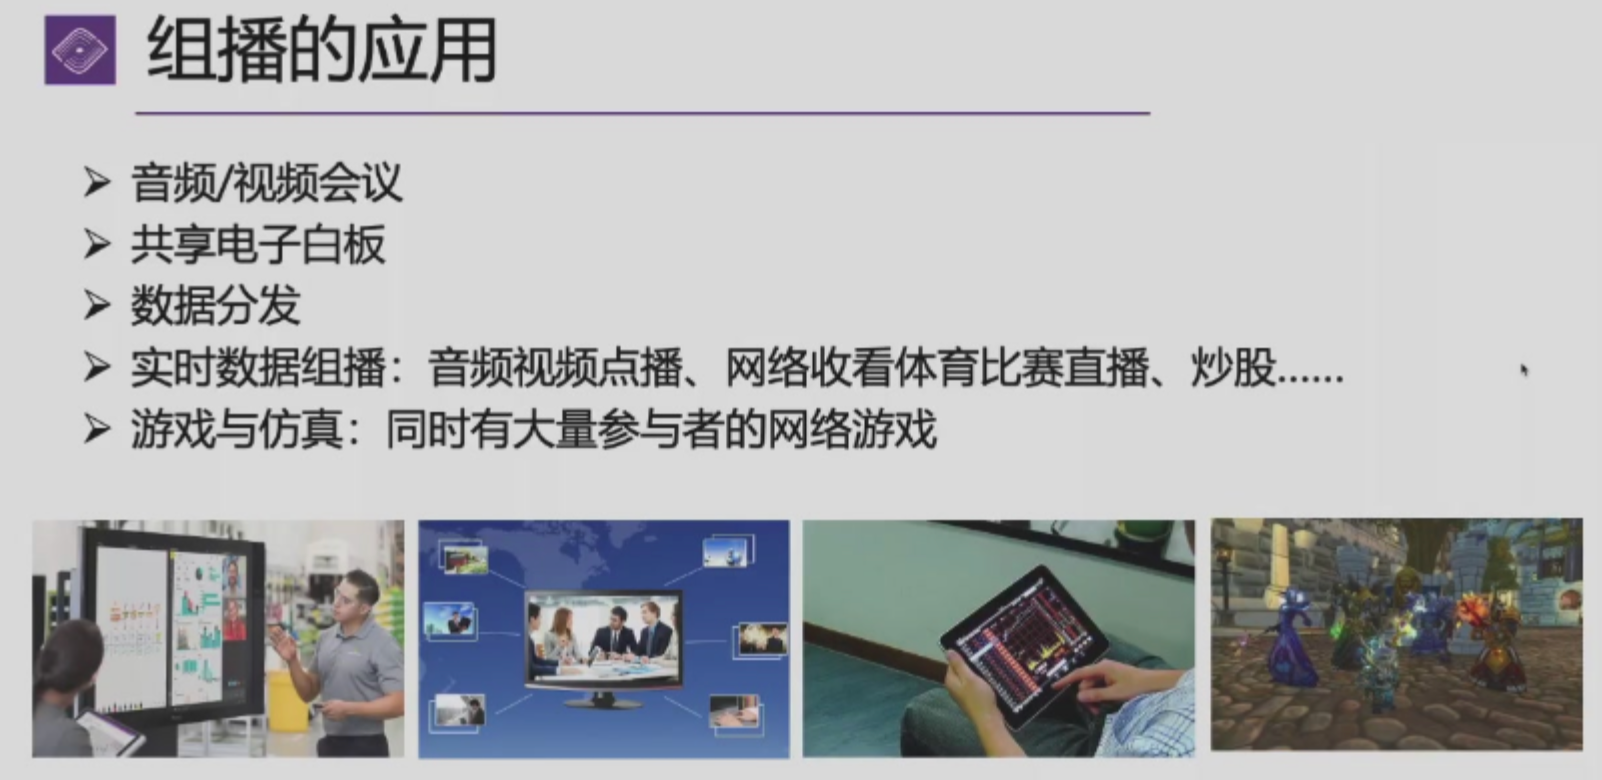 组播的应用
音频/视频会议
共享电子白板
数据分发
实时数据组播：音频视频点播、网络收看体育比赛直播、炒股......
游戏与仿真：同时有大量参与者的网络游戏